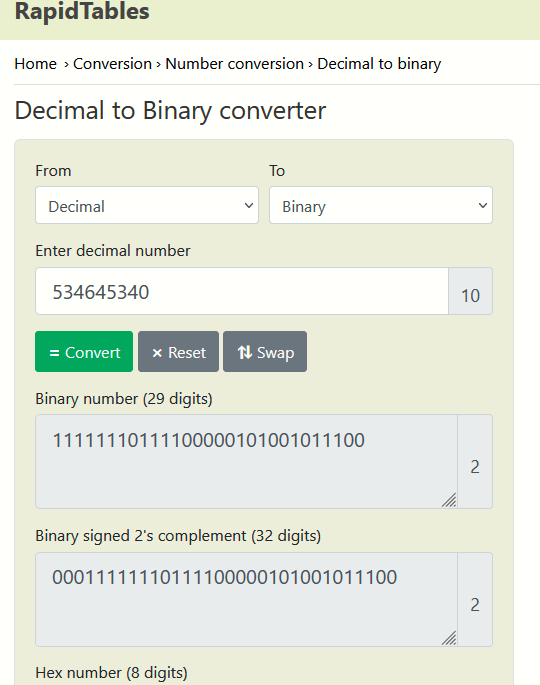 RapidTables
Home › Conversion › Number conversion › Decimal to binary
Decimal to Binary converter
From To
Decimal Binary
Enter decimal number
534645340 10
= Convert × Reset ⇅ Swap
Binary number (29 digits)
11111110111100000101001011100
2
Binary signed 2's complement (32 digits)
00011111110111100000101001011100
2
Hex number (8 digits)